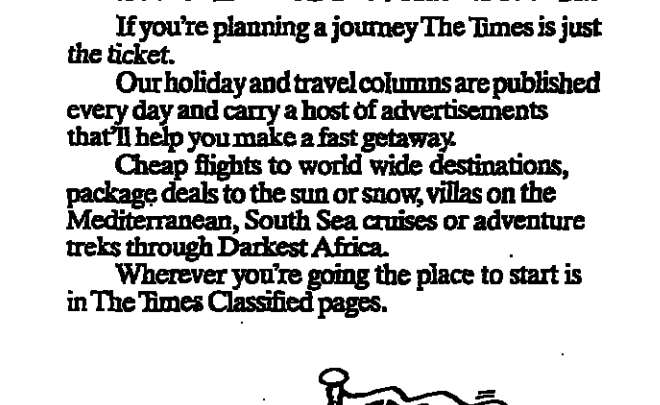 If you're planning a journey The Times is just
the ticket.
Our holiday and travel columns are published
every day and carry a host of advertisements
that'll help you make a fast getaway.
Cheap flights to world wide destinations,
package deals to the sun or snow, villas on the
Mediterranean, South Sea cruises or adventure
treks through Darkest Africa.
Wherever you're going the place to start is
in The Times Classified pages.